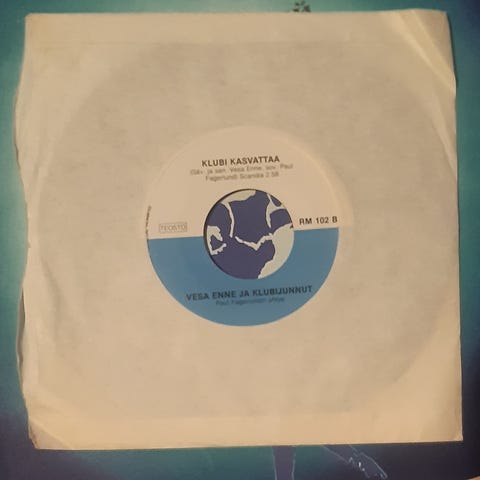 KLUBI KASVATTAA
(Säv. ja san. Vesa Enne, sov. Paul
Fagerlund) Scandia 2.58
TEOSTO
RM 102 B
VESA ENNE JA KLUBIJUNNUT
Paul Fagerlundin yhtye